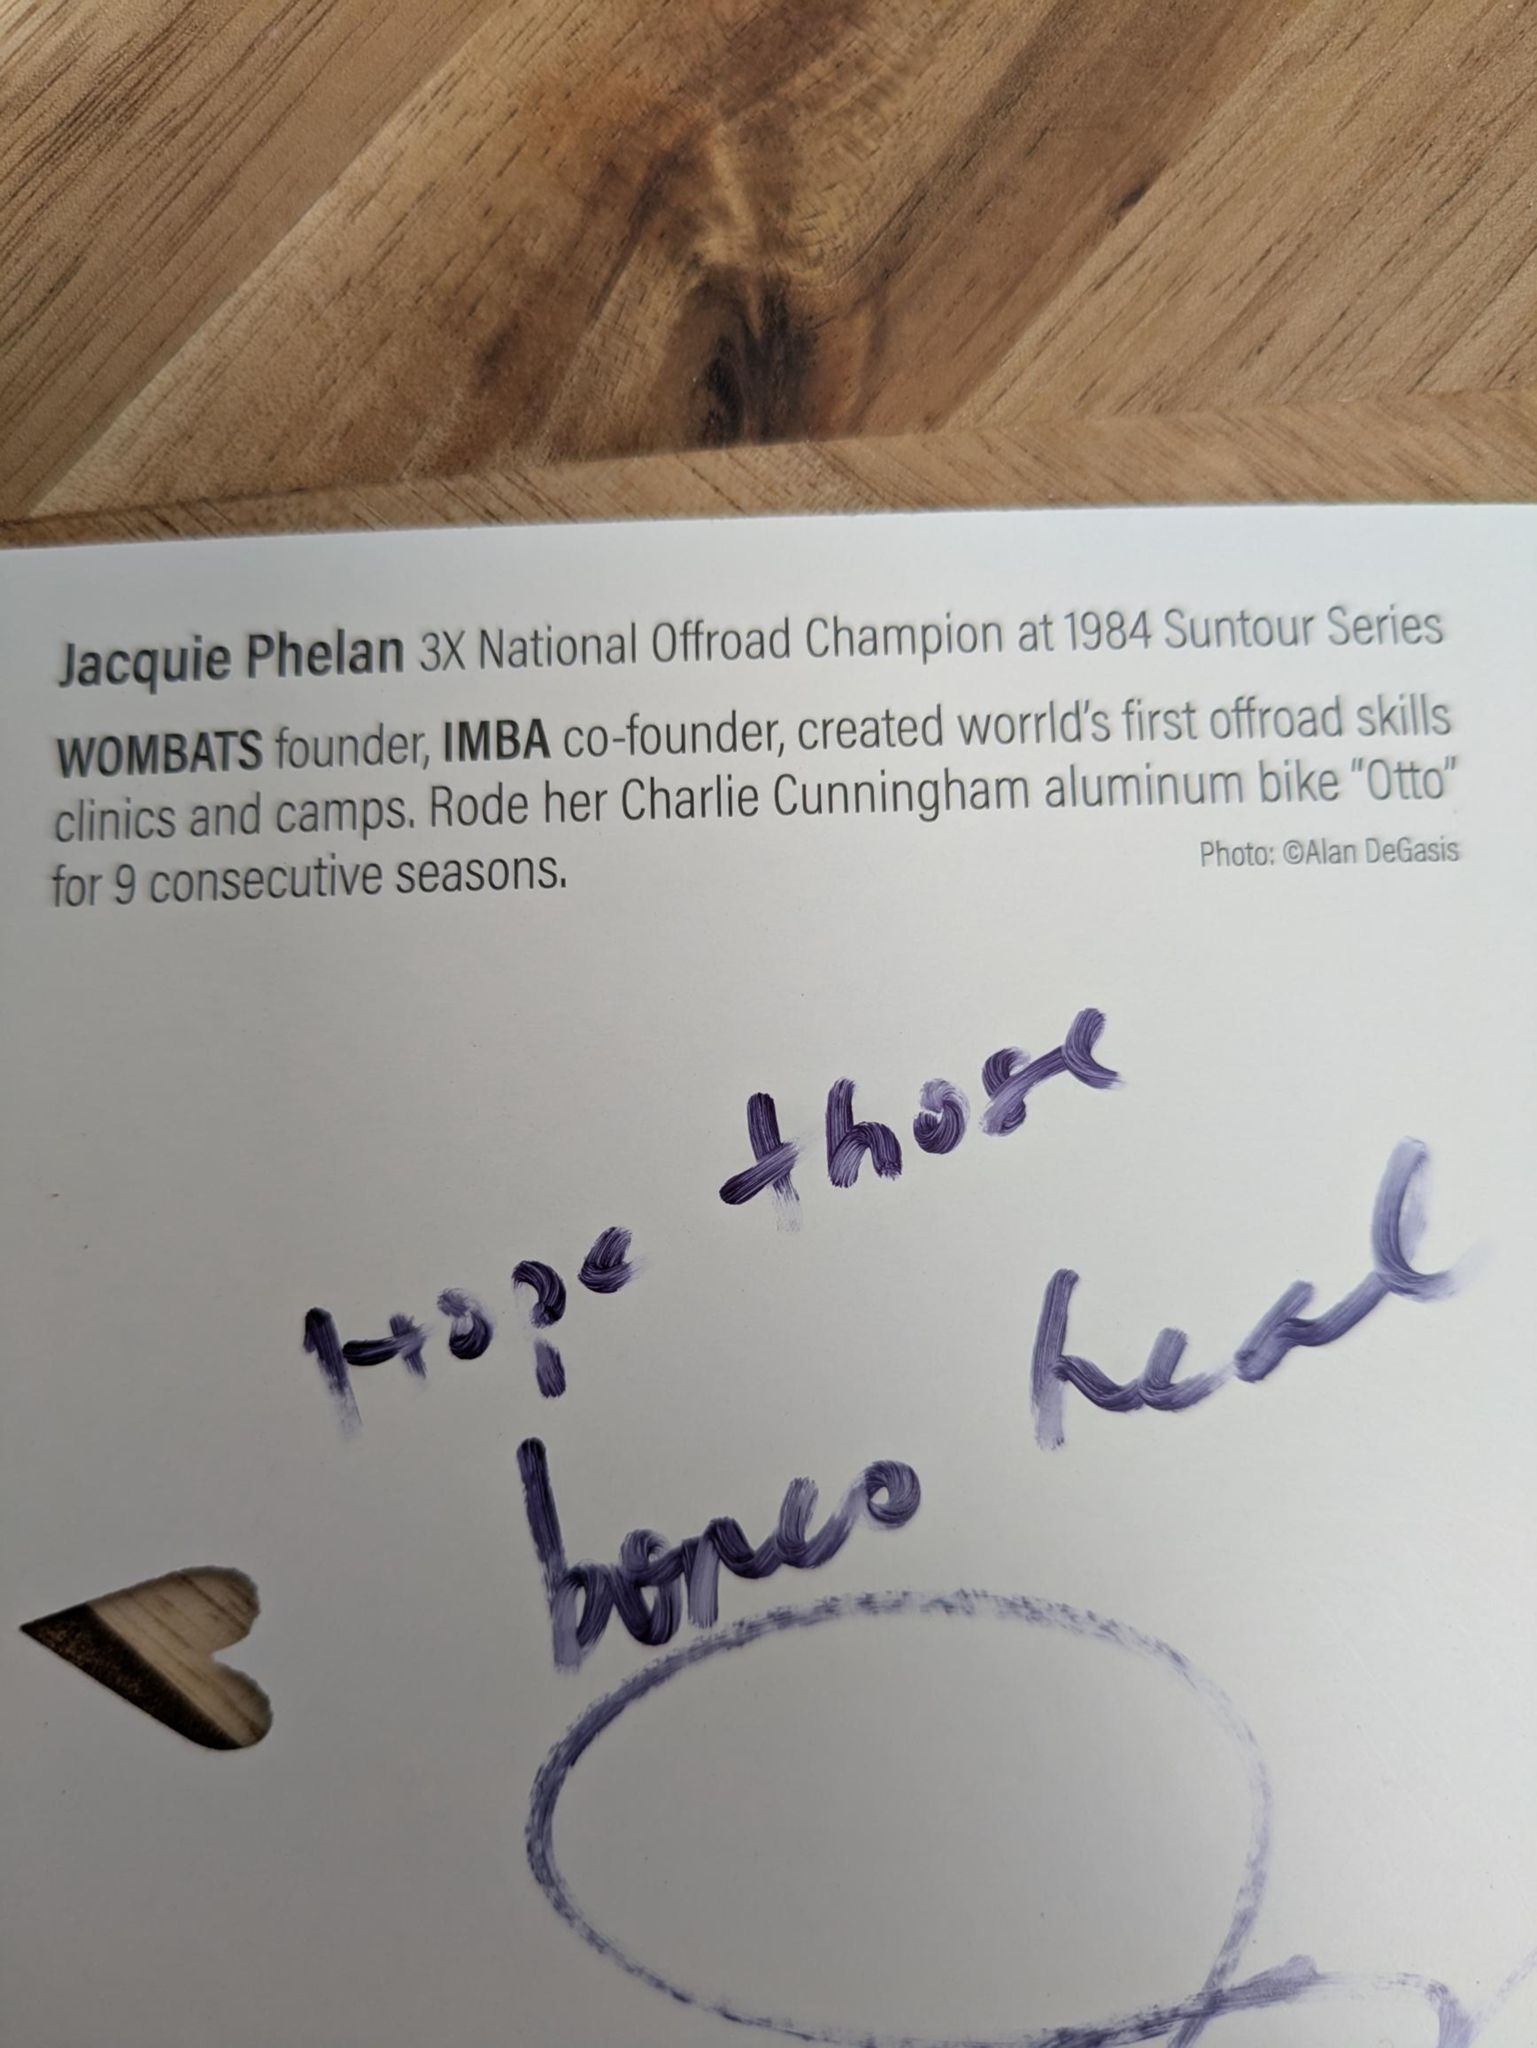 Jacquie Phelan 3X National Offroad Champion at 1984 Suntour Series
WOMBATS founder, IMBA co-founder, created worrld's first offroad skills
clinics and camps. Rode her Charlie Cunningham aluminum bike "Otto"
for 9 consecutive seasons.
Photo: ©Alan DeGasis
Hope those
bones heal